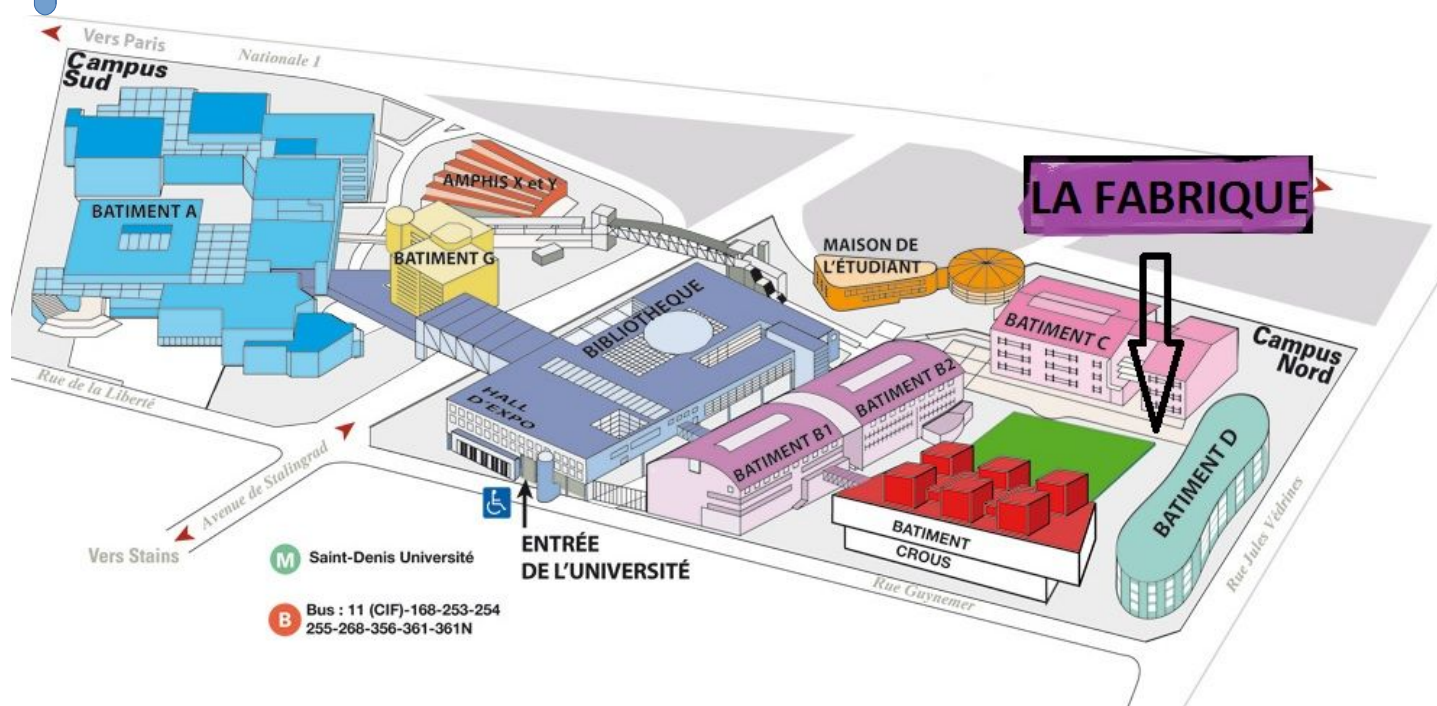 Vers Paris
Nationale 1
Campus
Sud
AMPHIS X et Y
LA FABRIQUE
BATIMENT A
BATIMENT G
MAISON DE
L'ÉTUDIANT
BIBLIOTHEQUE
BATIMENT C
Campus
Nord
HALL
D'EXPO
BATIMENT B2
BATIMENT B1
BATIMENT D
Rue de la Liberté
Avenue de Stalingrad
Vers Stains
ENTRÉE
DE L'UNIVERSITÉ
BATIMENT
CROUS
Rue Guynemer
Rue Jules Védrines
M Saint-Denis Université
B Bus : 11 (CIF)-168-253-254
255-268-356-361-361N